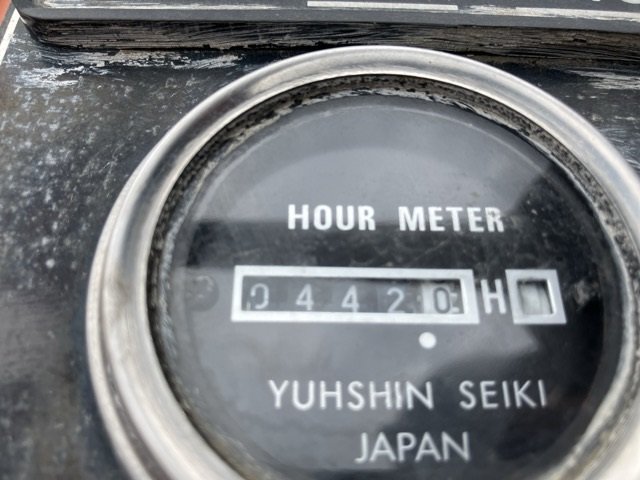 HOUR METER
04420 H
YUHSHIN SEIKI
JAPAN